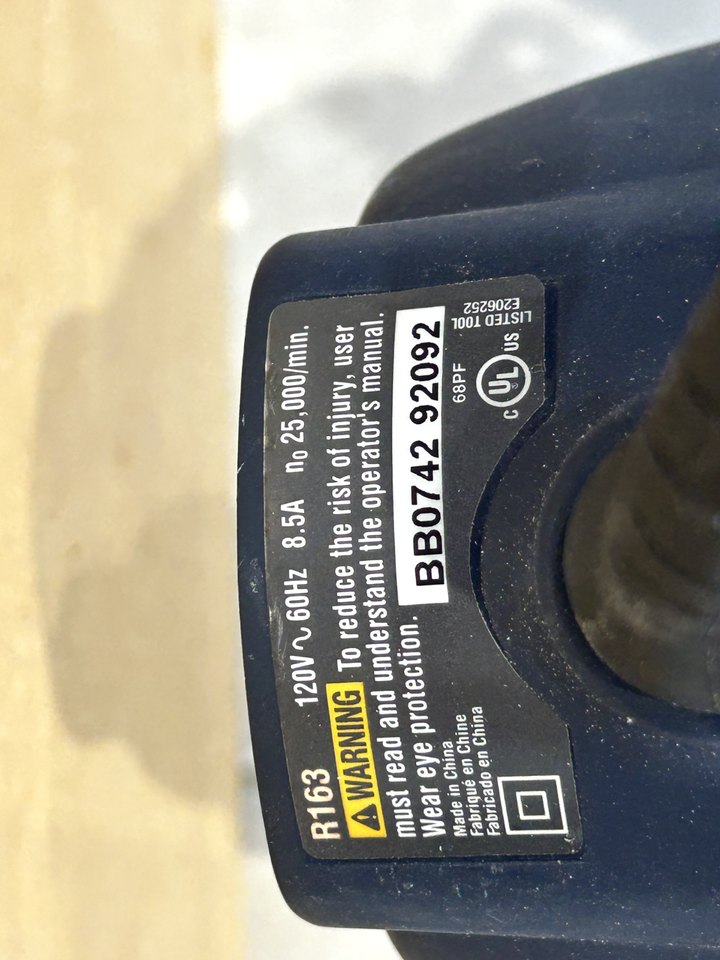 R163 120V~60Hz 8.5A n₀ 25,000/min.
⚠ WARNING To reduce the risk of injury, user
must read and understand the operator's manual.
Wear eye protection.
BB0742 92092
Made in China
Fabriqué en Chine
Fabricado en China
68PF
C UL US
LISTED TOOL
E206252